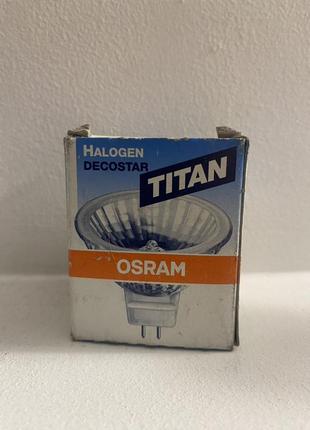 HALOGEN
DECOSTAR
TITAN
OSRAM